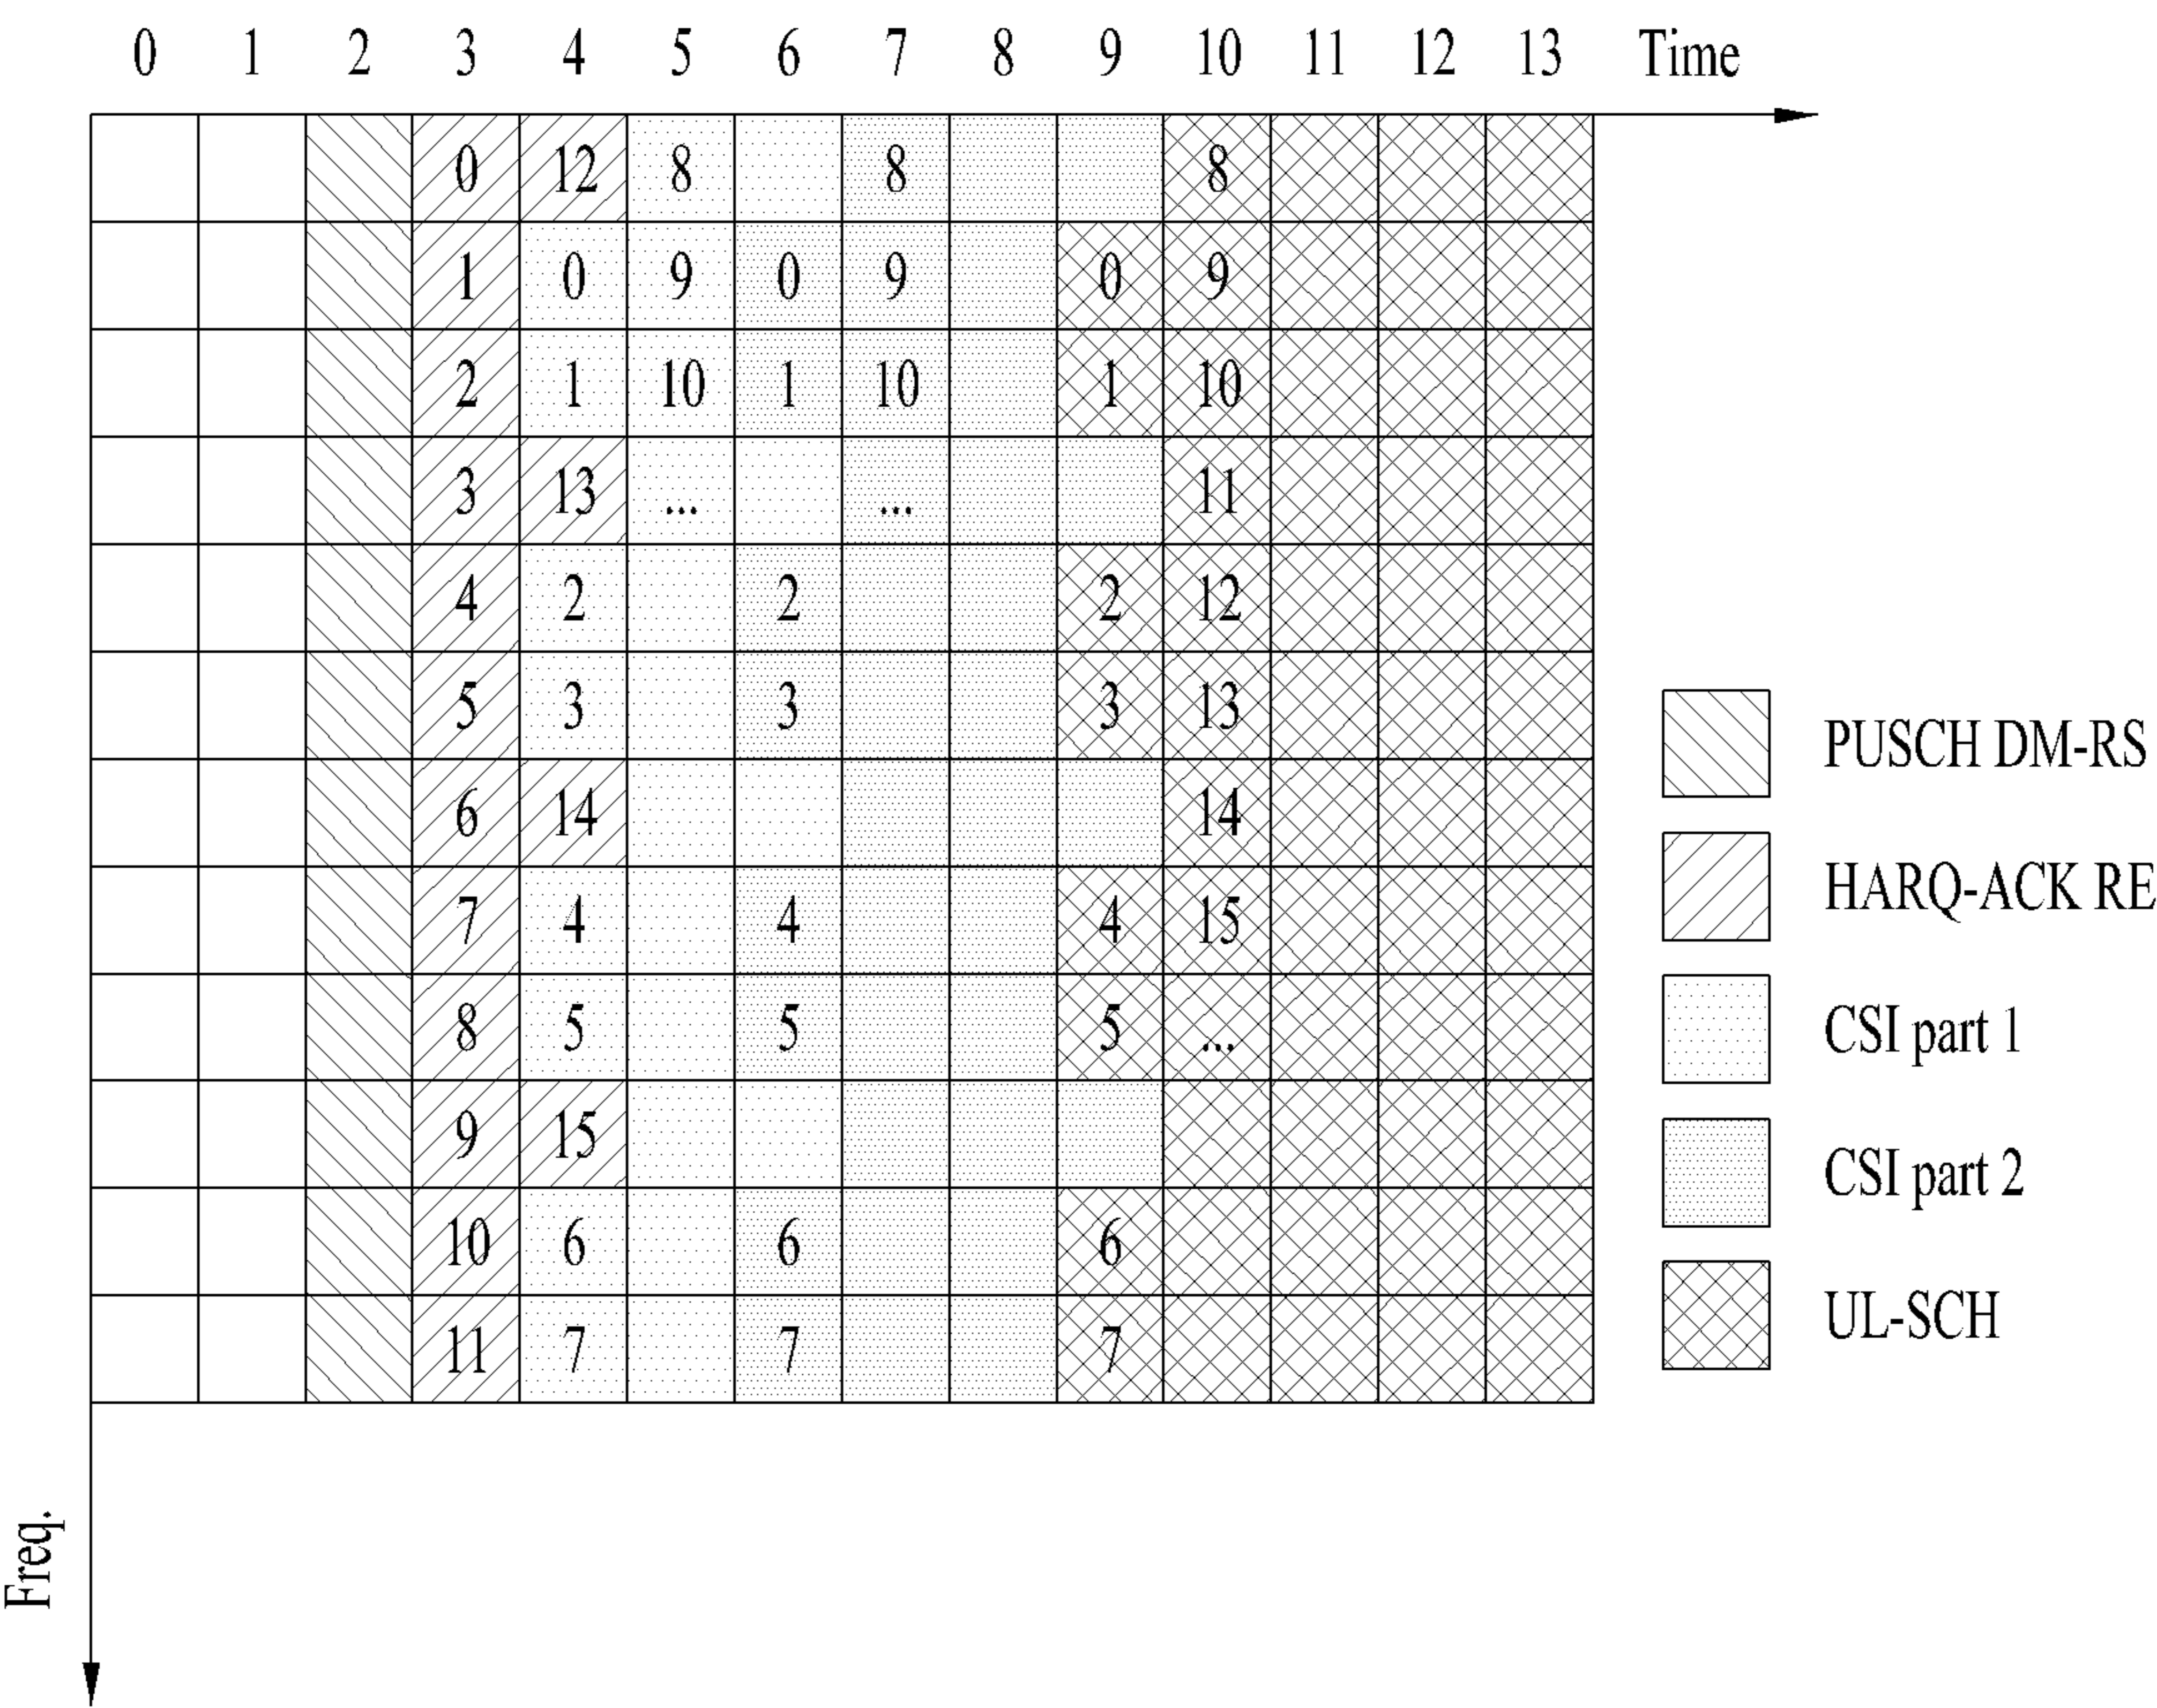 0 1 2 3 4 5 6 7 8 9 10 11 12 13 Time
0 12 8 8 8
1 0 9 0 9 0 9
2 1 10 1 10 1 10
3 13 ... ... 11
4 2 2 2 12
5 3 3 3 13
6 14 14
7 4 4 4 15
8 5 5 5 ...
9 15
10 6 6 6
11 7 7 7
PUSCH DM-RS
HARQ-ACK RE
CSI part 1
CSI part 2
UL-SCH
Freq.